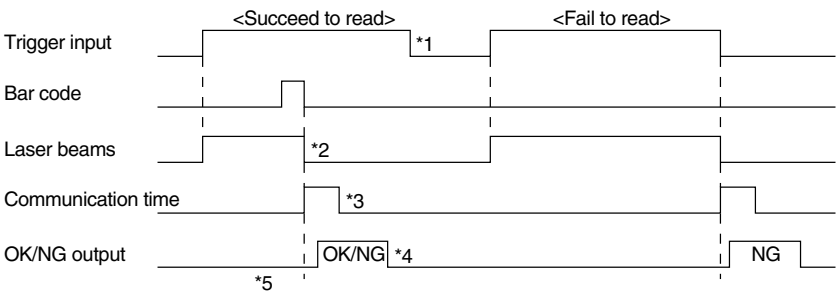 <Succeed to read> <Fail to read>
Trigger input *1
Bar code
Laser beams *2
Communication time *3
OK/NG output OK/NG *4 NG
*5